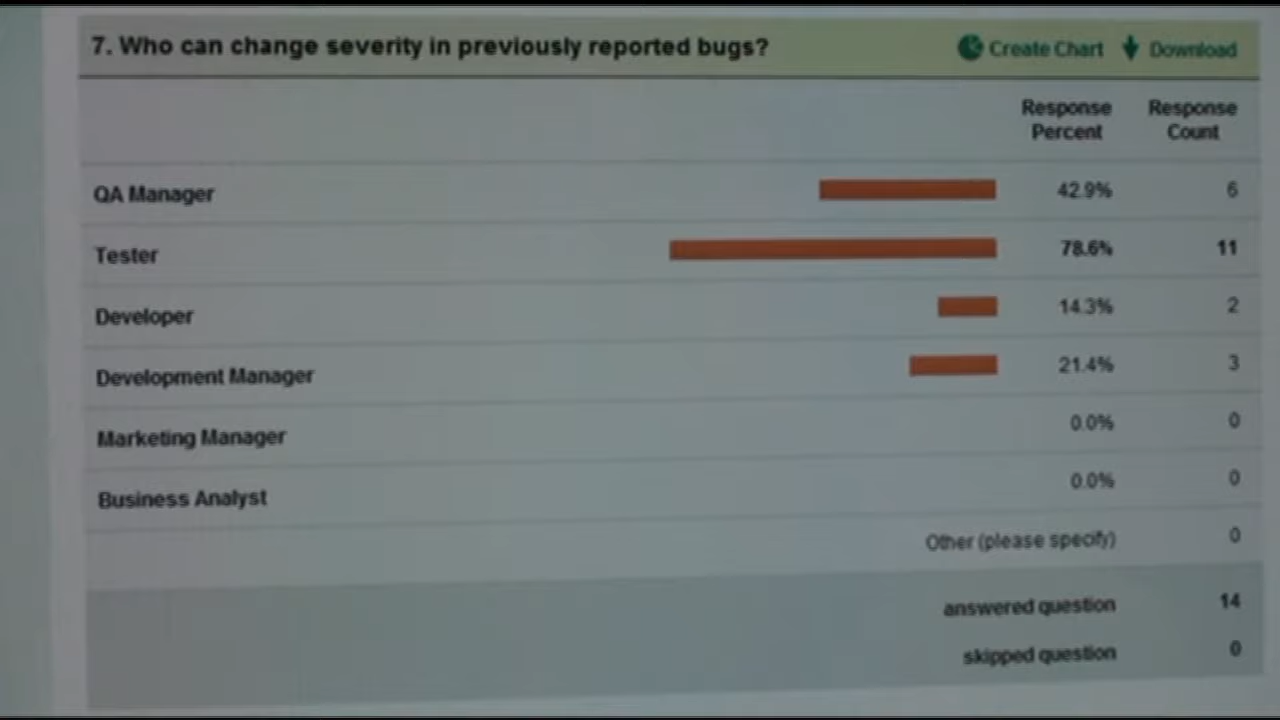 7. Who can change severity in previously reported bugs? Create Chart Download
Response Percent Response Count
QA Manager 42.9% 6
Tester 78.6% 11
Developer 14.3% 2
Development Manager 21.4% 3
Marketing Manager 0.0% 0
Business Analyst 0.0% 0
Other (please specify) 0
answered question 14
skipped question 0